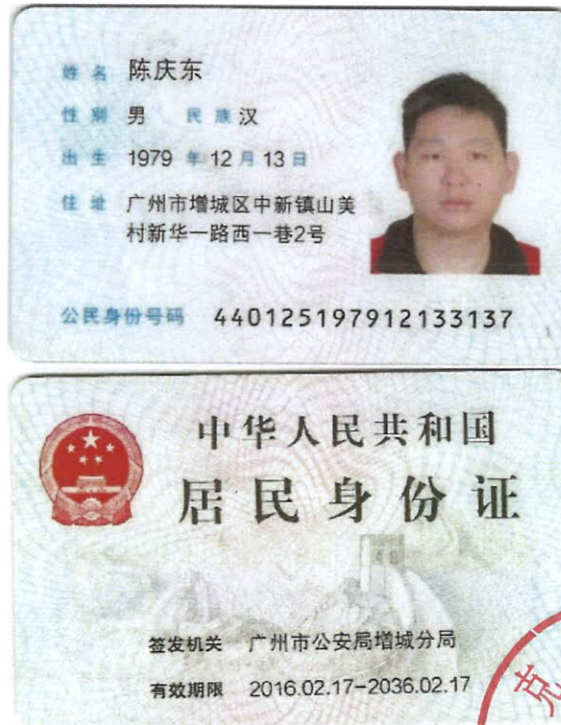 姓名 陈庆东
性别 男 民族 汉
出生 1979 年 12 月 13 日
住址 广州市增城区中新镇山美
村新华一路西一巷2号
公民身份号码 440125197912133137
中华人民共和国
居民身份证
签发机关 广州市公安局增城分局
有效期限 2016.02.17-2036.02.17